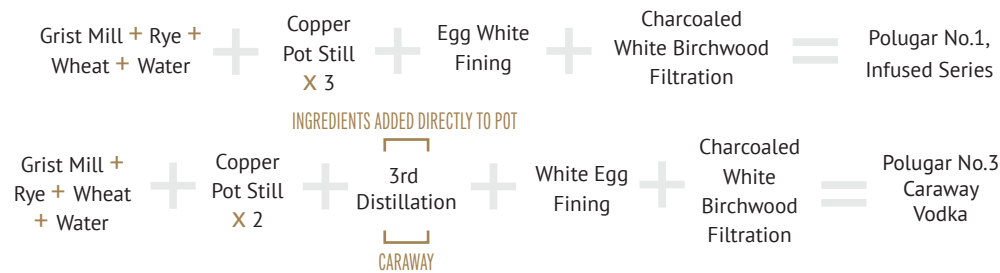 Grist Mill + Rye +
Wheat + Water
+
Copper
Pot Still
X 3
+
Egg White
Fining
+
Charcoaled
White Birchwood
Filtration
=
Polugar No.1,
Infused Series
INGREDIENTS ADDED DIRECTLY TO POT
Grist Mill +
Rye + Wheat
+ Water
+
Copper
Pot Still
X 2
+
3rd
Distillation
CARAWAY
+
White Egg
Fining
+
Charcoaled
White
Birchwood
Filtration
=
Polugar No.3
Caraway
Vodka